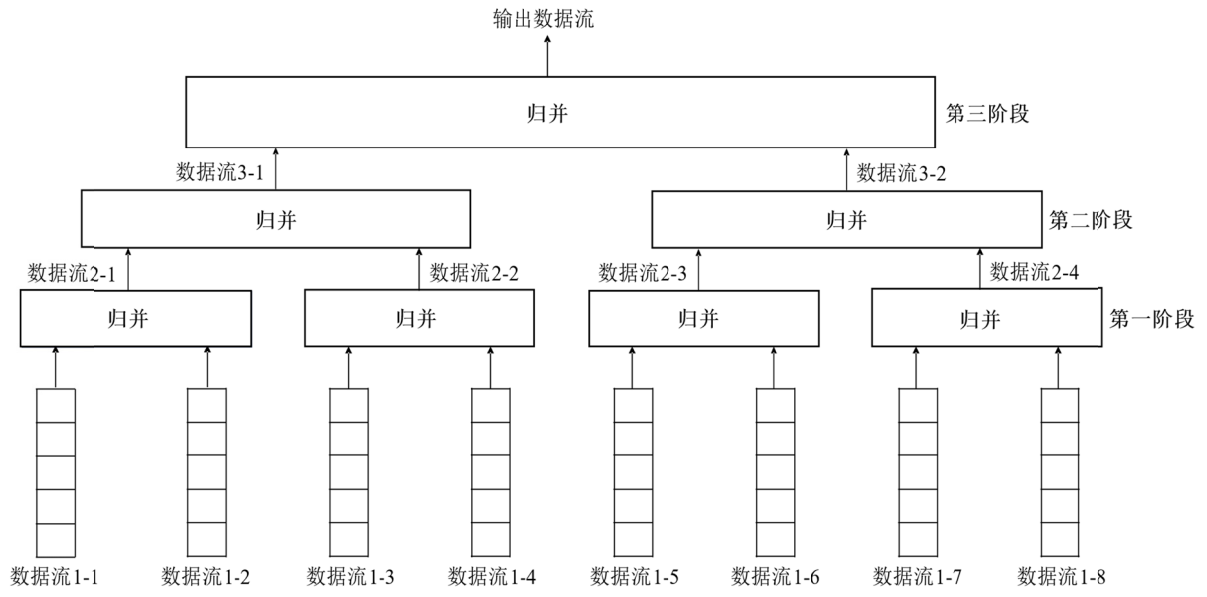 输出数据流
归并
第三阶段
数据流3-1
数据流3-2
归并
归并
第二阶段
数据流2-1
数据流2-2
数据流2-3
数据流2-4
归并
归并
归并
归并
第一阶段
数据流1-1
数据流1-2
数据流1-3
数据流1-4
数据流1-5
数据流1-6
数据流1-7
数据流1-8